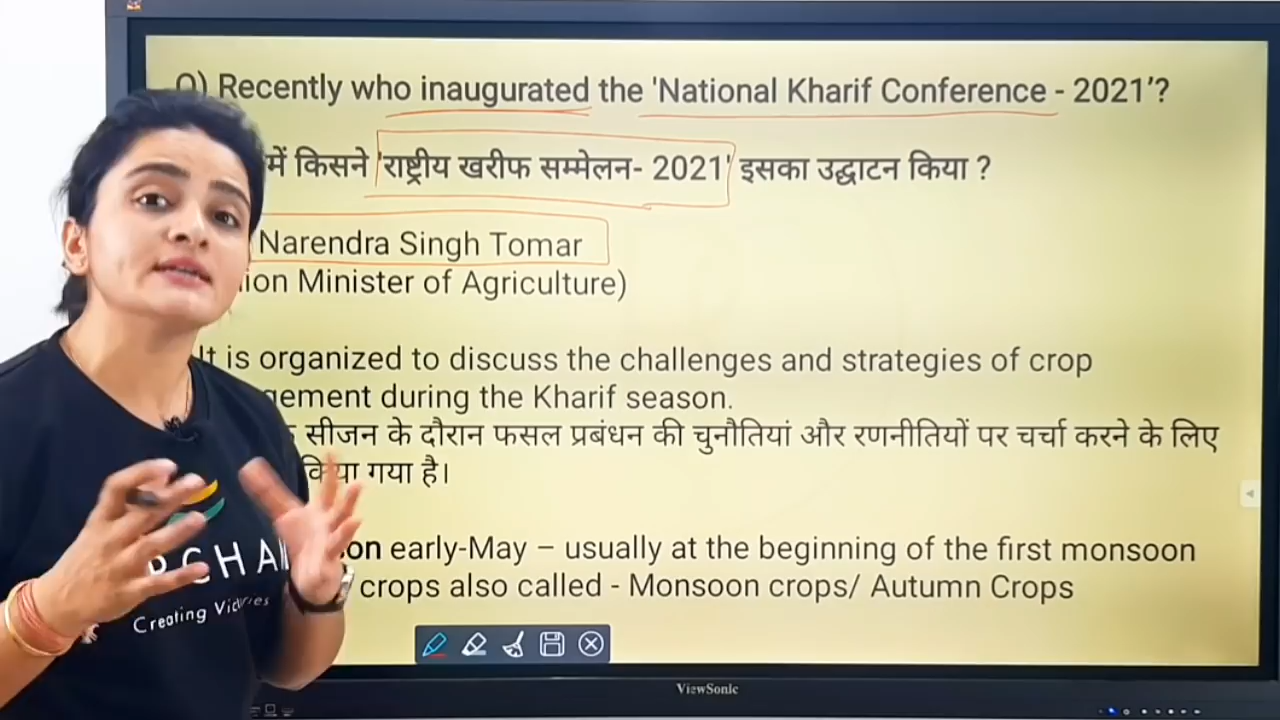 Q) Recently who inaugurated the 'National Kharif Conference - 2021'?
में किसने 'राष्ट्रीय खरीफ सम्मेलन- 2021' इसका उद्घाटन किया ?
Narendra Singh Tomar
Minister of Agriculture)
It is organized to discuss the challenges and strategies of crop
during the Kharif season.
सीजन के दौरान फसल प्रबंधन की चुनौतियां और रणनीतियों पर चर्चा करने के लिए
किया गया है।
early-May – usually at the beginning of the first monsoon
crops also called - Monsoon crops/ Autumn Crops
Creating Victories
ViewSonic